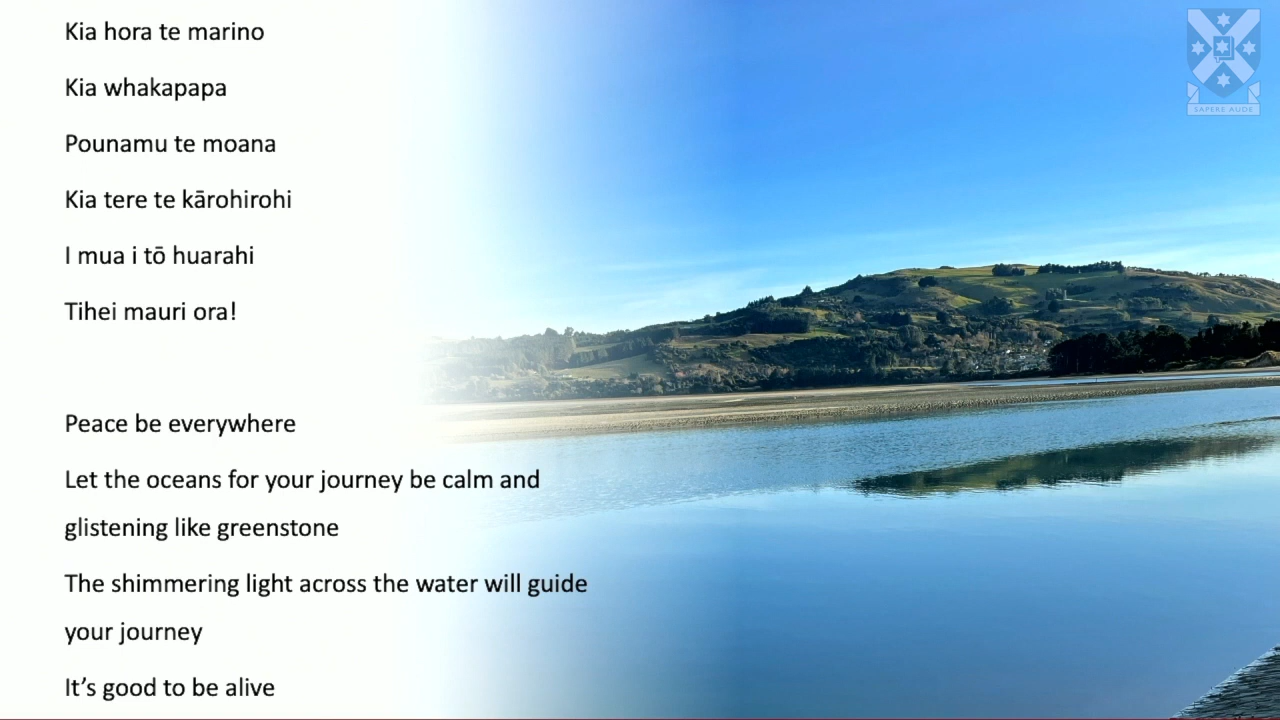 Kia hora te marino
Kia whakapapa
Pounamu te moana
Kia tere te kārohirohi
I mua i tō huarahi
Tihei mauri ora!
Peace be everywhere
Let the oceans for your journey be calm and
glistening like greenstone
The shimmering light across the water will guide
your journey
It’s good to be alive
SAPERE AUDE